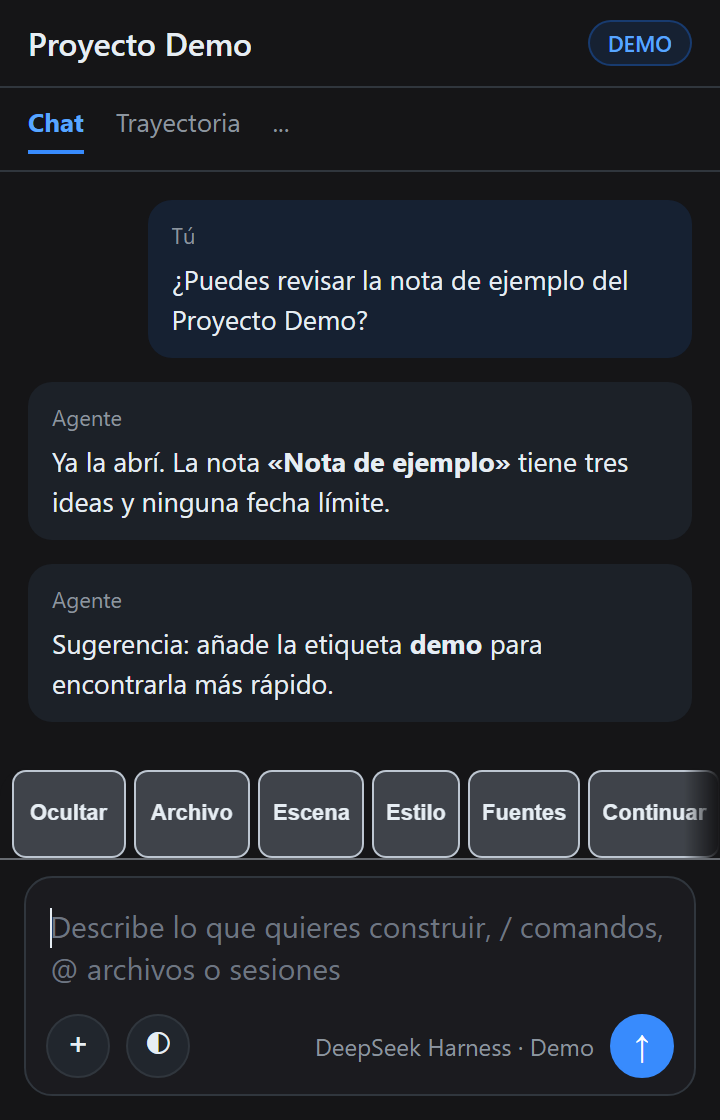 Proyecto Demo
DEMO
Chat
Trayectoria
...
Tú
¿Puedes revisar la nota de ejemplo del
Proyecto Demo?
Agente
Ya la abrí. La nota «Nota de ejemplo» tiene tres
ideas y ninguna fecha límite.
Agente
Sugerencia: añade la etiqueta demo para
encontrarla más rápido.
Ocultar
Archivo
Escena
Estilo
Fuentes
Continuar
Describe lo que quieres construir, / comandos,
@ archivos o sesiones
+
DeepSeek Harness · Demo
↑